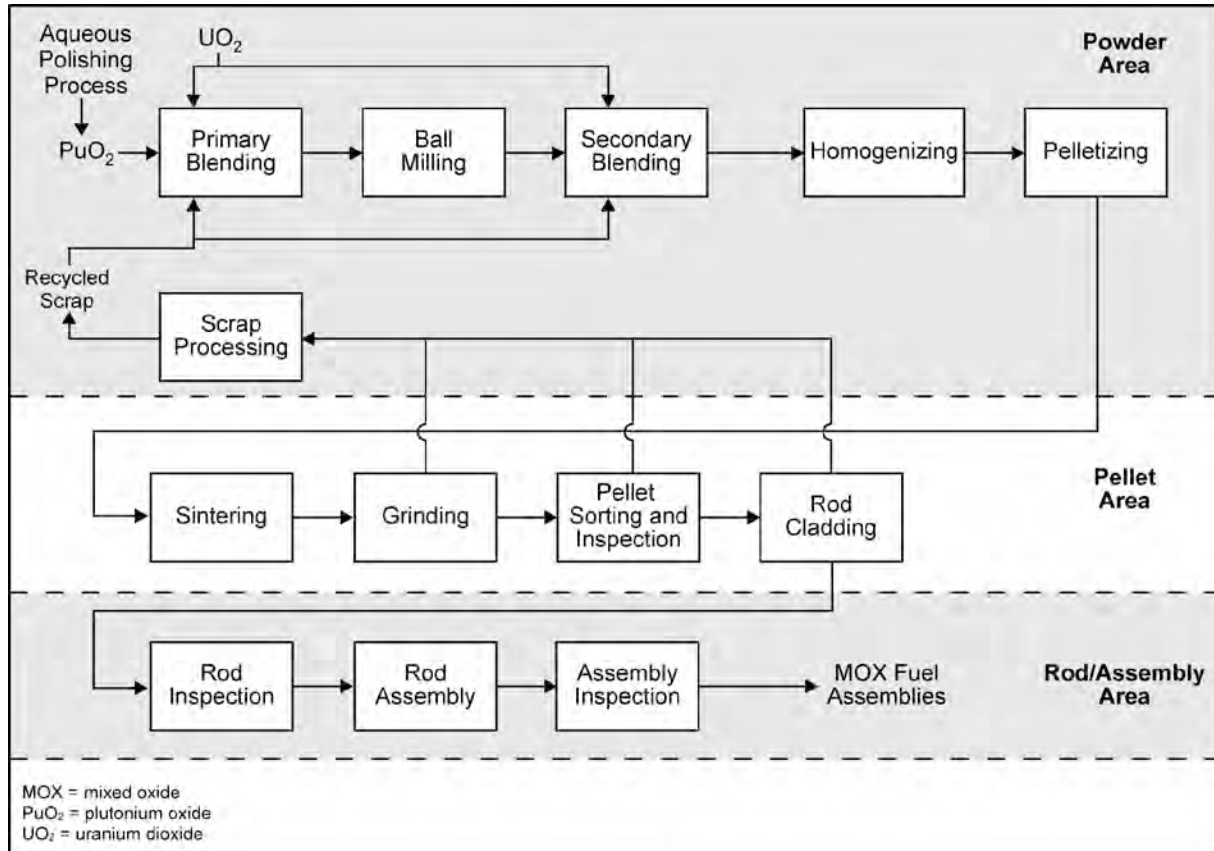 Aqueous
Polishing
Process
UO₂
Powder
Area
PuO₂
Primary
Blending
Ball
Milling
Secondary
Blending
Homogenizing
Pelletizing
Recycled
Scrap
Scrap
Processing
Sintering
Grinding
Pellet
Sorting and
Inspection
Rod
Cladding
Pellet
Area
Rod
Inspection
Rod
Assembly
Assembly
Inspection
MOX Fuel
Assemblies
Rod/Assembly
Area
MOX = mixed oxide
PuO₂ = plutonium oxide
UO₂ = uranium dioxide